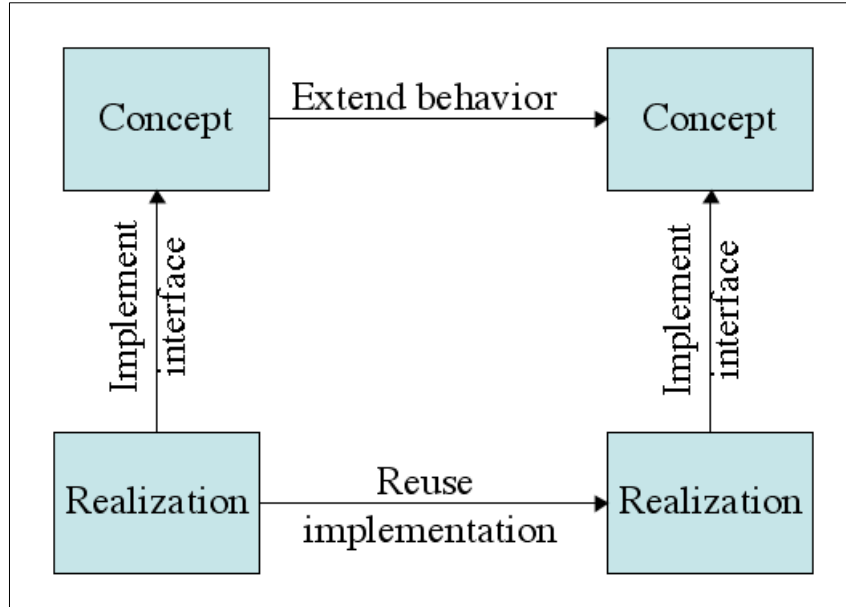 Concept
Extend behavior
Concept
Implement
interface
Implement
interface
Realization
Reuse
implementation
Realization